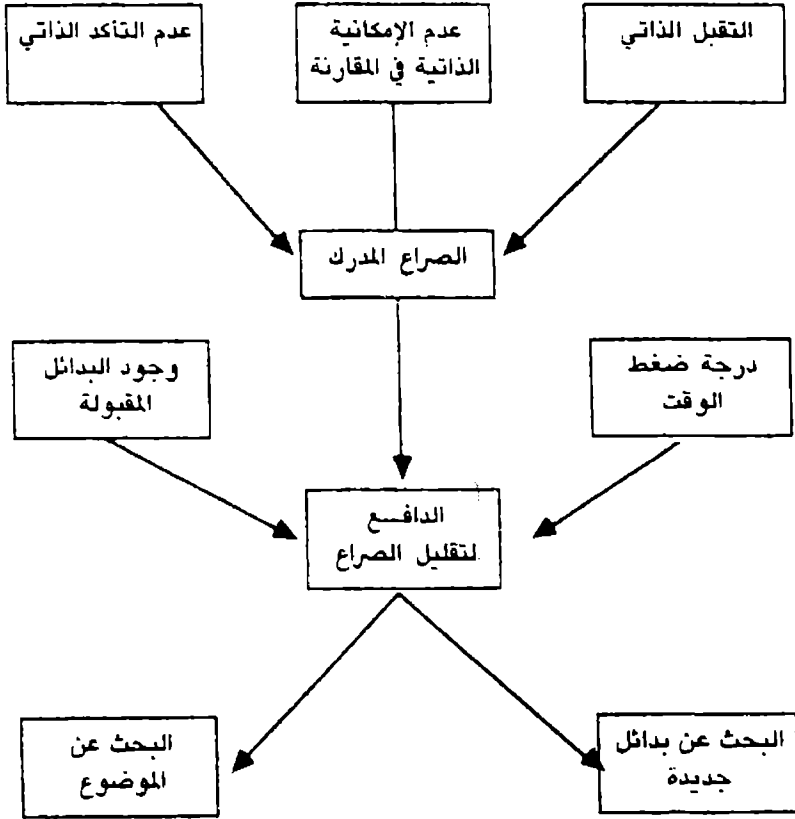 التقبل الذاتي
عدم الإمكانية
الذاتية في المقارنة
عدم التأكد الذاتي
الصراع المدرك
درجة ضغط
الوقت
وجود البدائل
المقبولة
الدافع
لتقليل الصراع
البحث عن بدائل
جديدة
البحث عن
الموضوع